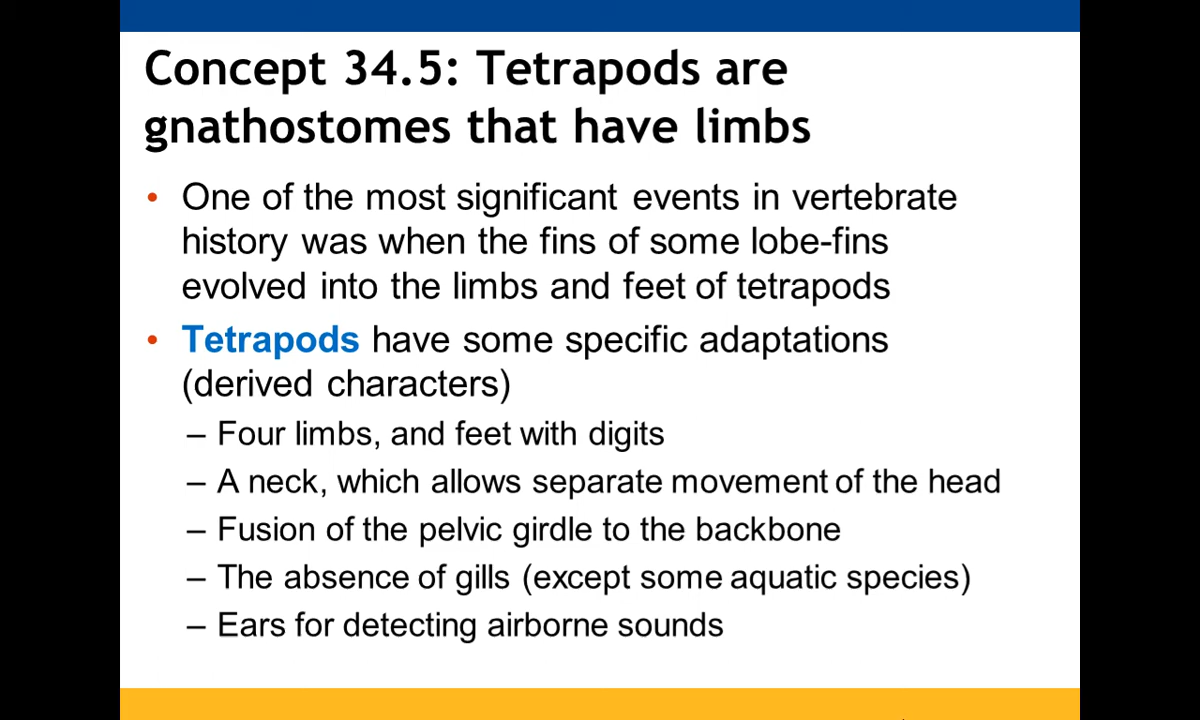 Concept 34.5: Tetrapods are
gnathostomes that have limbs
• One of the most significant events in vertebrate
history was when the fins of some lobe-fins
evolved into the limbs and feet of tetrapods
• Tetrapods have some specific adaptations
(derived characters)
– Four limbs, and feet with digits
– A neck, which allows separate movement of the head
– Fusion of the pelvic girdle to the backbone
– The absence of gills (except some aquatic species)
– Ears for detecting airborne sounds